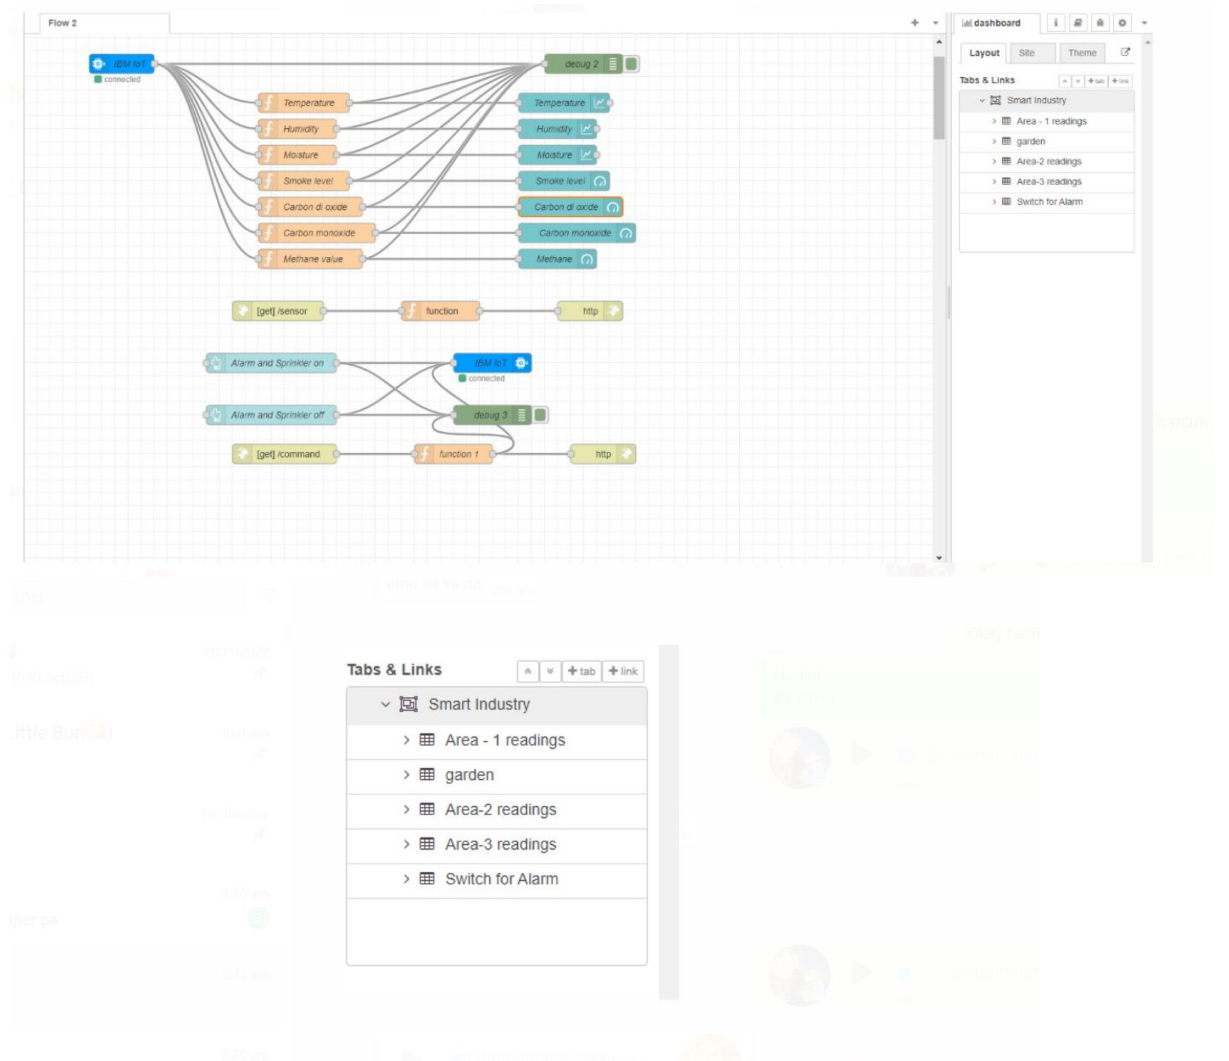 Flow 2
dashboard
IBM IoT
connected
debug 2
Layout
Site
Theme
Tabs & Links
tab
link
Smart Industry
Area - 1 readings
garden
Area-2 readings
Area-3 readings
Switch for Alarm
Temperature
Temperature
Humidity
Humidity
Moisture
Moisture
Smoke level
Smoke level
Carbon di oxide
Carbon di oxide
Carbon monoxide
Carbon monoxide
Methane value
Methane
[get] /sensor
function
http
Alarm and Sprinkler on
IBM IoT
connected
Alarm and Sprinkler off
debug 3
[get] /command
function 1
http
Tabs & Links
tab
link
Smart Industry
Area - 1 readings
garden
Area-2 readings
Area-3 readings
Switch for Alarm